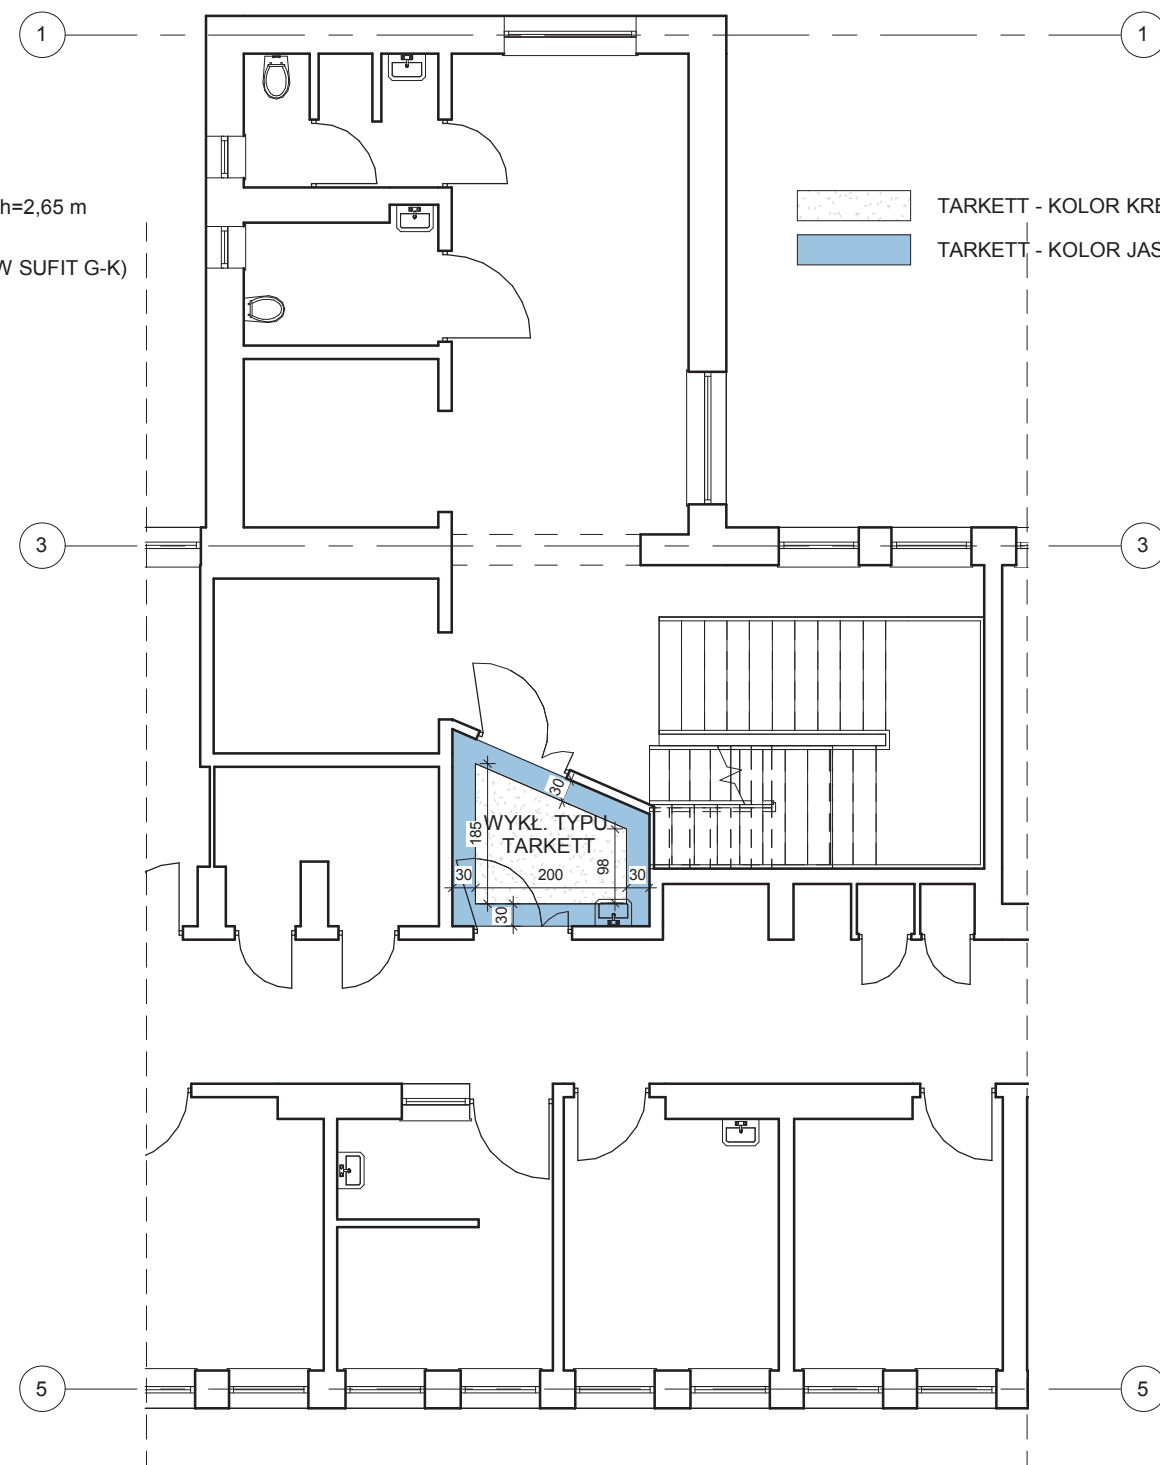 1
1
h=2,65 m
W SUFIT G-K)
TARKETT - KOLOR KRE
TARKETT - KOLOR JAS
3
3
30
WYKŁ. TYPU
TARKETT
185
98
30
200
30
30
5
5